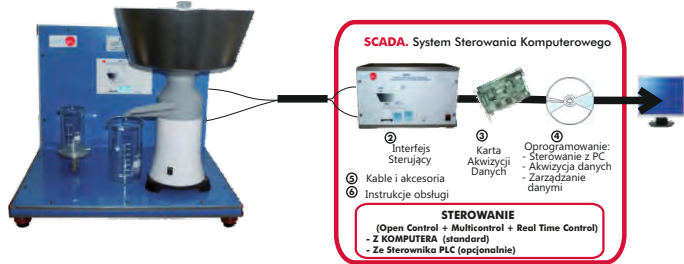 SCADA. System Sterowania Komputerowego
②
Interfejs
Sterujący
③
Karta
Akwizycji
Danych
④
Oprogramowanie:
- Sterowanie z PC
- Akwizycja danych
- Zarządzanie
danymi
⑤ Kable i akcesoria
⑥ Instrukcje obsługi
STEROWANIE
(Open Control + Multicontrol + Real Time Control)
- Z KOMPUTERA (standard)
- Ze Sterownika PLC (opcjonalnie)